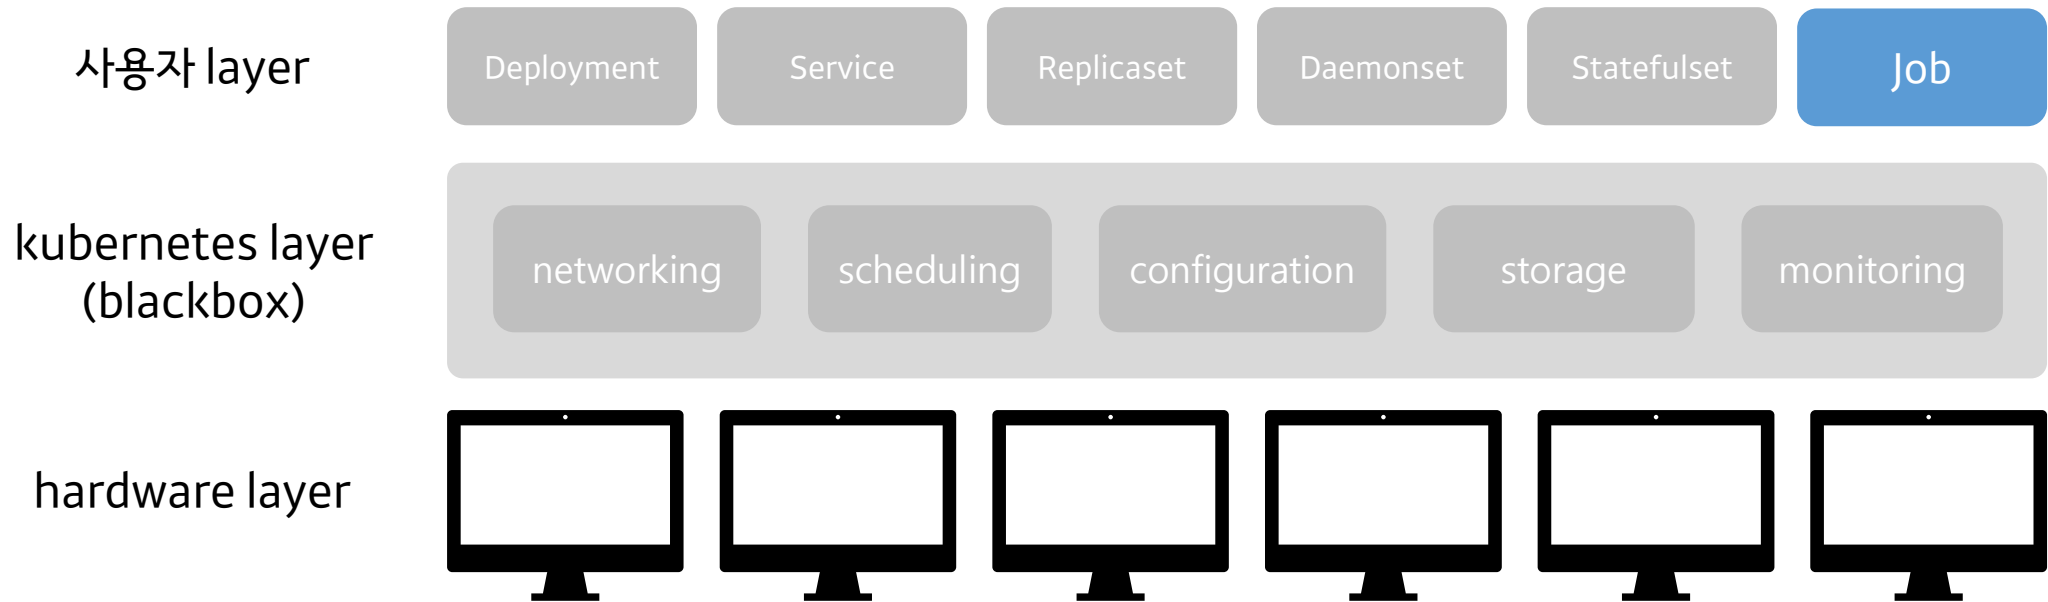 사용자 layer
Deployment
Service
Replicaset
Daemonset
Statefulset
Job
kubernetes layer
(blackbox)
networking
scheduling
configuration
storage
monitoring
hardware layer